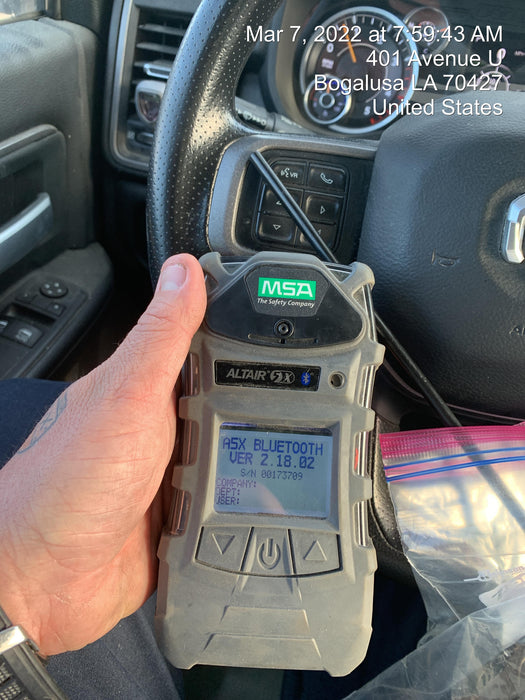 Mar 7, 2022 at 7:59:43 AM
401 Avenue U
Bogalusa LA 70427
United States
VR
MSA
The Safety Company
ALTAIR 5X
A5X BLUETOOTH
VER 2.18.02
S/N 00173709
COMPANY:
DEPT:
USER: